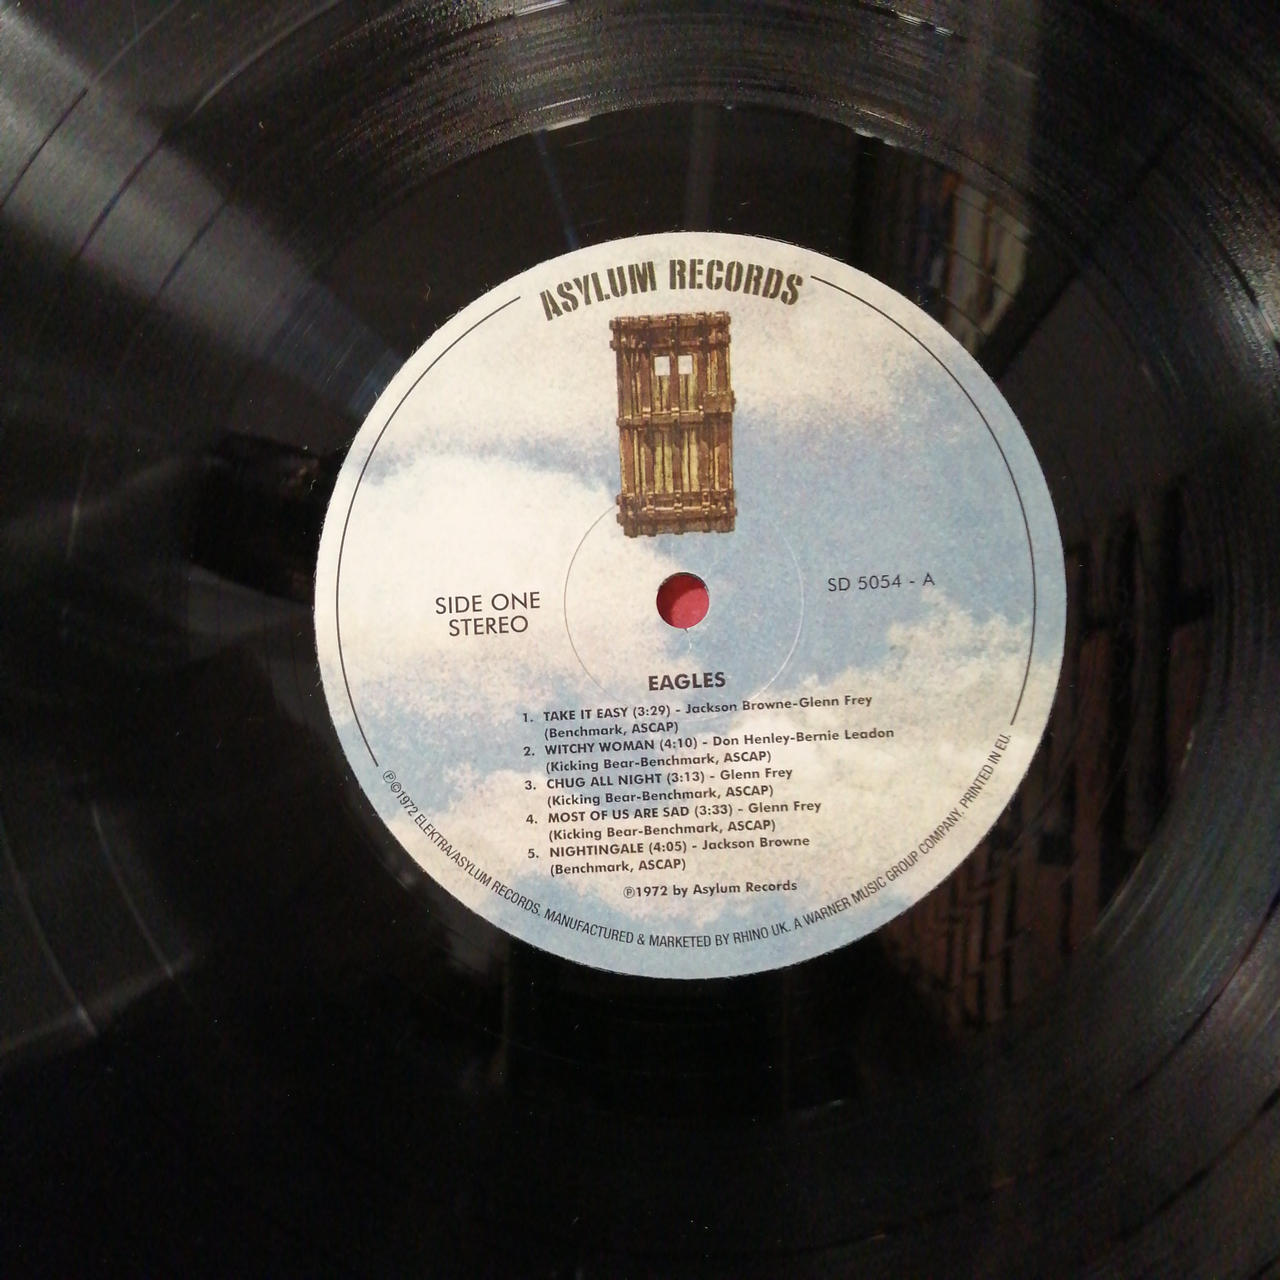 ASYLUM RECORDS
SIDE ONE
STEREO
SD 5054 - A
EAGLES
1. TAKE IT EASY (3:29) - Jackson Browne-Glenn Frey
(Benchmark, ASCAP)
2. WITCHY WOMAN (4:10) - Don Henley-Bernie Leadon
(Kicking Bear-Benchmark, ASCAP)
3. CHUG ALL NIGHT (3:13) - Glenn Frey
(Kicking Bear-Benchmark, ASCAP)
4. MOST OF US ARE SAD (3:33) - Glenn Frey
(Kicking Bear-Benchmark, ASCAP)
5. NIGHTINGALE (4:05) - Jackson Browne
(Benchmark, ASCAP)
℗1972 by Asylum Records
℗©1972 ELEKTRA/ASYLUM RECORDS. MANUFACTURED & MARKETED BY RHINO UK. A WARNER MUSIC GROUP COMPANY. PRINTED IN EU.